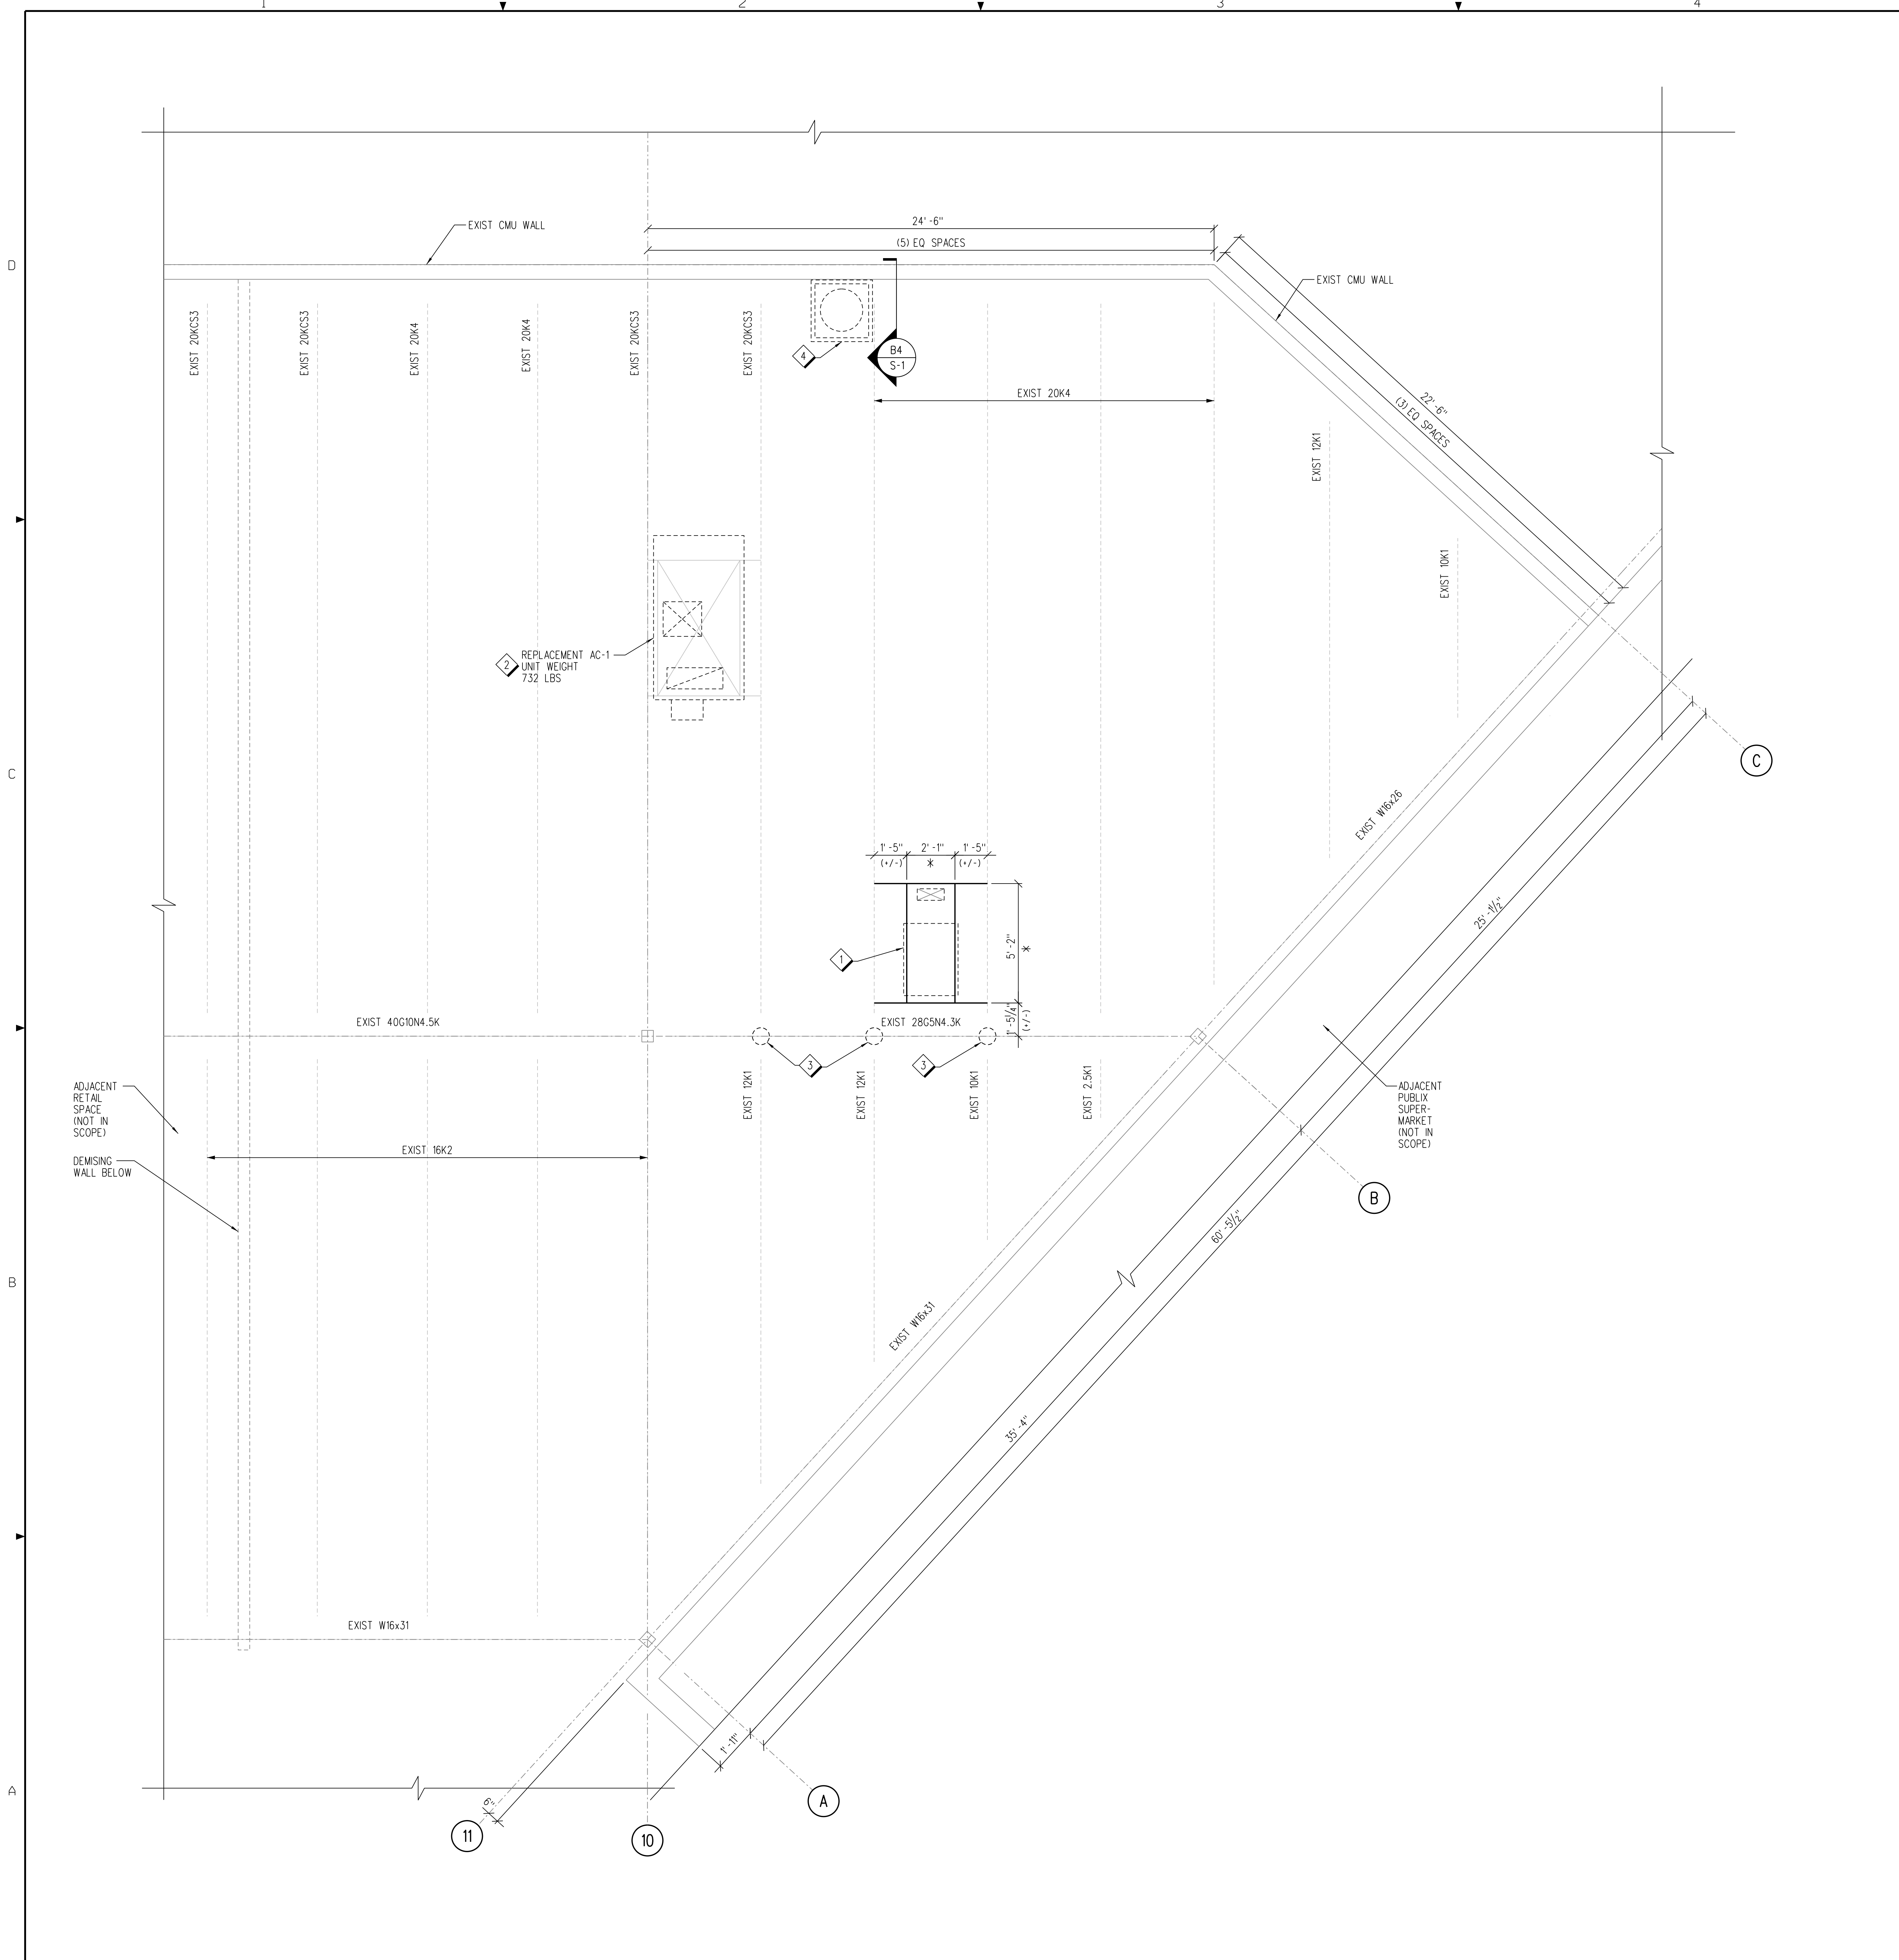 1
2
3
4
D
C
B
A
24'-6"
(5) EQ SPACES
EXIST CMU WALL
EXIST CMU WALL
22'-6"
(3) EQ SPACES
EXIST 20KCS3
EXIST 20KCS3
EXIST 20K4
EXIST 20K4
EXIST 20KCS3
EXIST 20KCS3
4
B4
S-1
EXIST 20K4
EXIST 12K1
EXIST 10K1
2
REPLACEMENT AC-1
UNIT WEIGHT
732 LBS
C
EXIST W16x26
1'-5"
(+/-)
2'-1"
*
1'-5"
(+/-)
5'-2"
*
1
1'-5 1/4"
(+/-)
25'-1 1/2"
EXIST 40G10N4.5K
EXIST 28G5N4.3K
3
3
EXIST 12K1
EXIST 12K1
EXIST 10K1
EXIST 2.5K1
ADJACENT
RETAIL
SPACE
(NOT IN
SCOPE)
ADJACENT
PUBLIX
SUPER-
MARKET
(NOT IN
SCOPE)
DEMISING
WALL BELOW
EXIST 16K2
B
60'-5 1/2"
EXIST W16x31
35'-4"
EXIST W16x31
1'-11"
6"
A
11
10